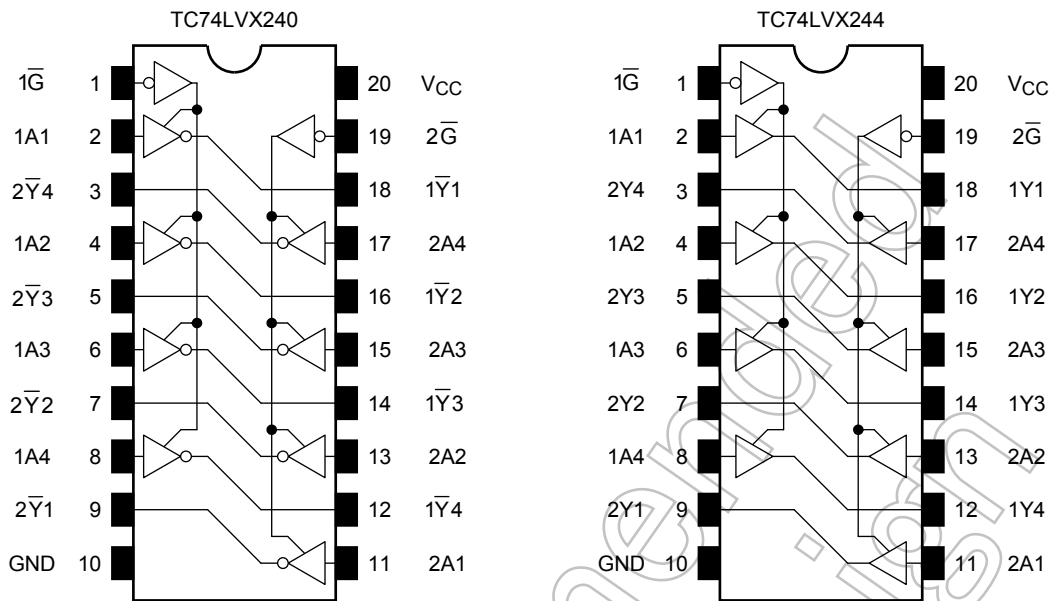 TC74LVX240
1G̅ 1 20 VCC
1A1 2 19 2G̅
2Y̅4 3 18 1Y̅1
1A2 4 17 2A4
2Y̅3 5 16 1Y̅2
1A3 6 15 2A3
2Y̅2 7 14 1Y̅3
1A4 8 13 2A2
2Y̅1 9 12 1Y̅4
GND 10 11 2A1
TC74LVX244
1G̅ 1 20 VCC
1A1 2 19 2G̅
2Y4 3 18 1Y1
1A2 4 17 2A4
2Y3 5 16 1Y2
1A3 6 15 2A3
2Y2 7 14 1Y3
1A4 8 13 2A2
2Y1 9 12 1Y4
GND 10 11 2A1